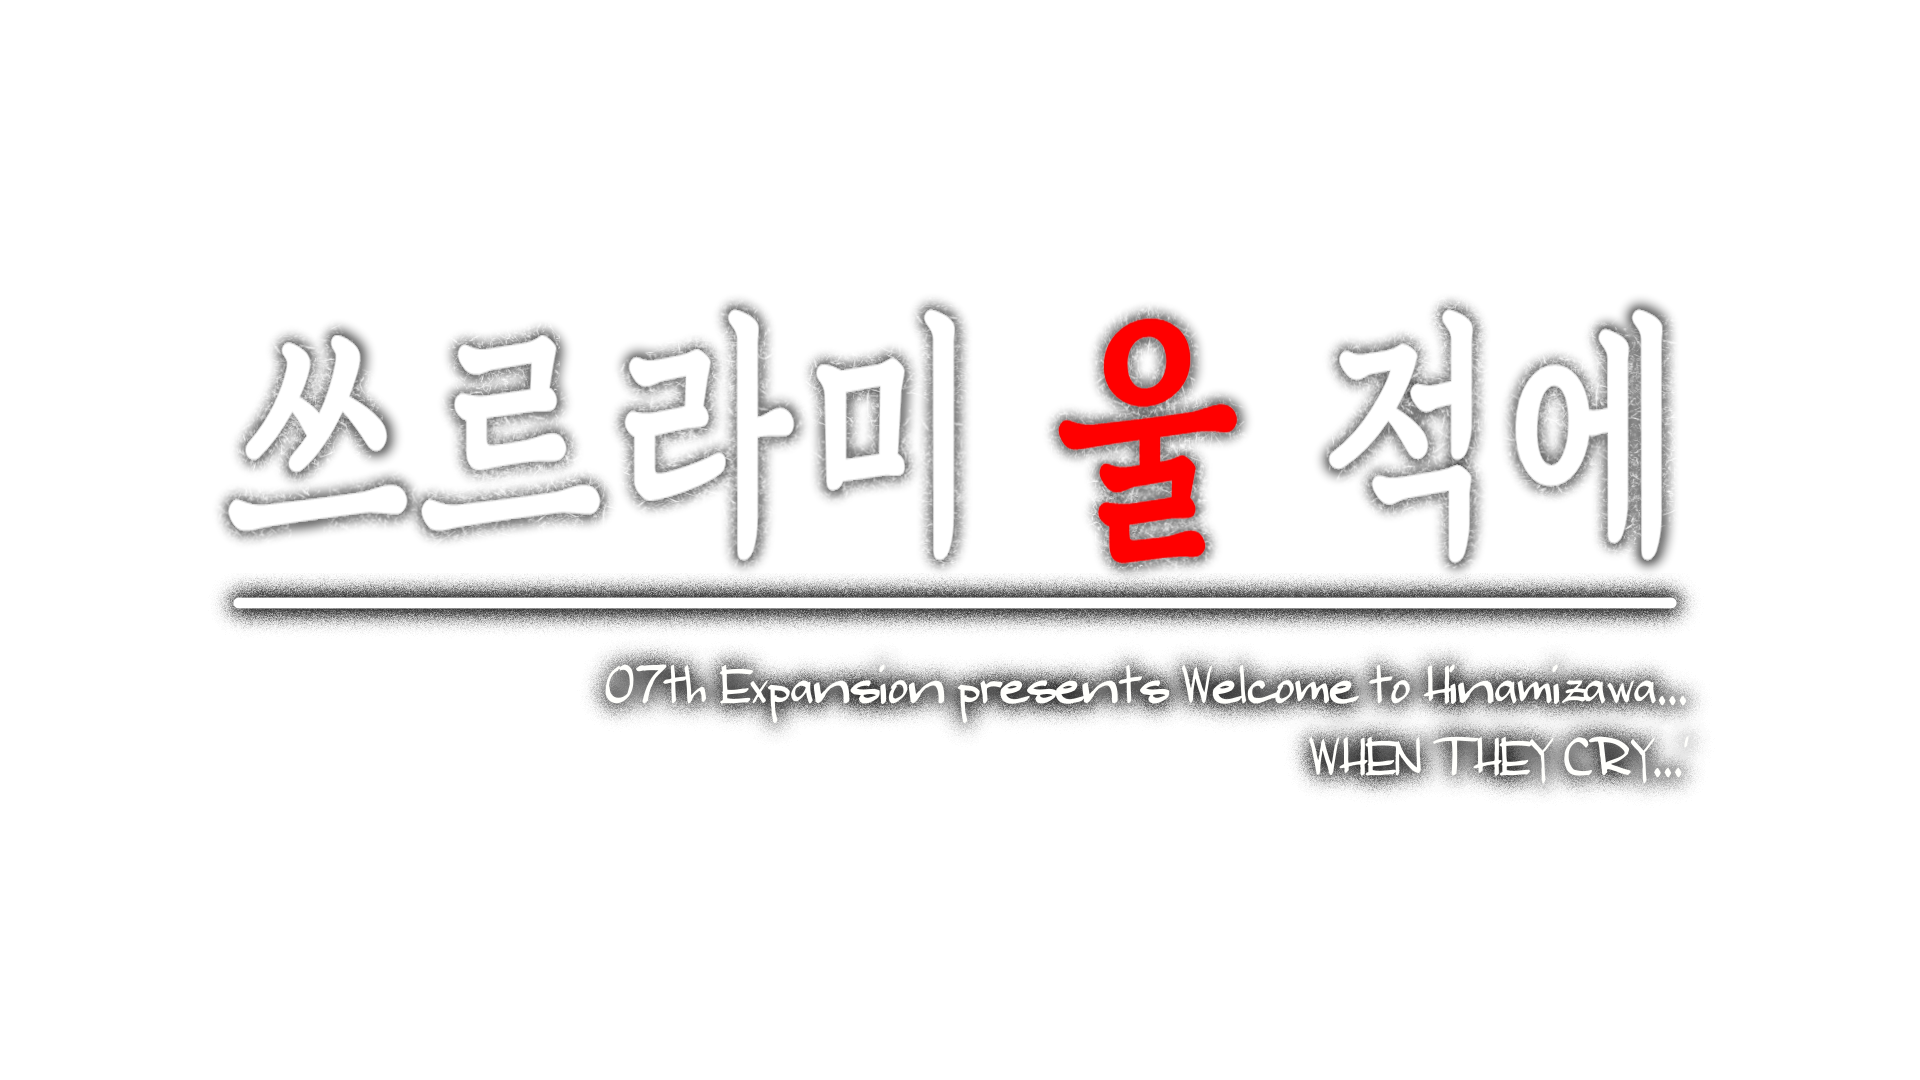 쓰르라미 울 적에
07th Expansion presents Welcome to Hinamizawa...
WHEN THEY CRY...